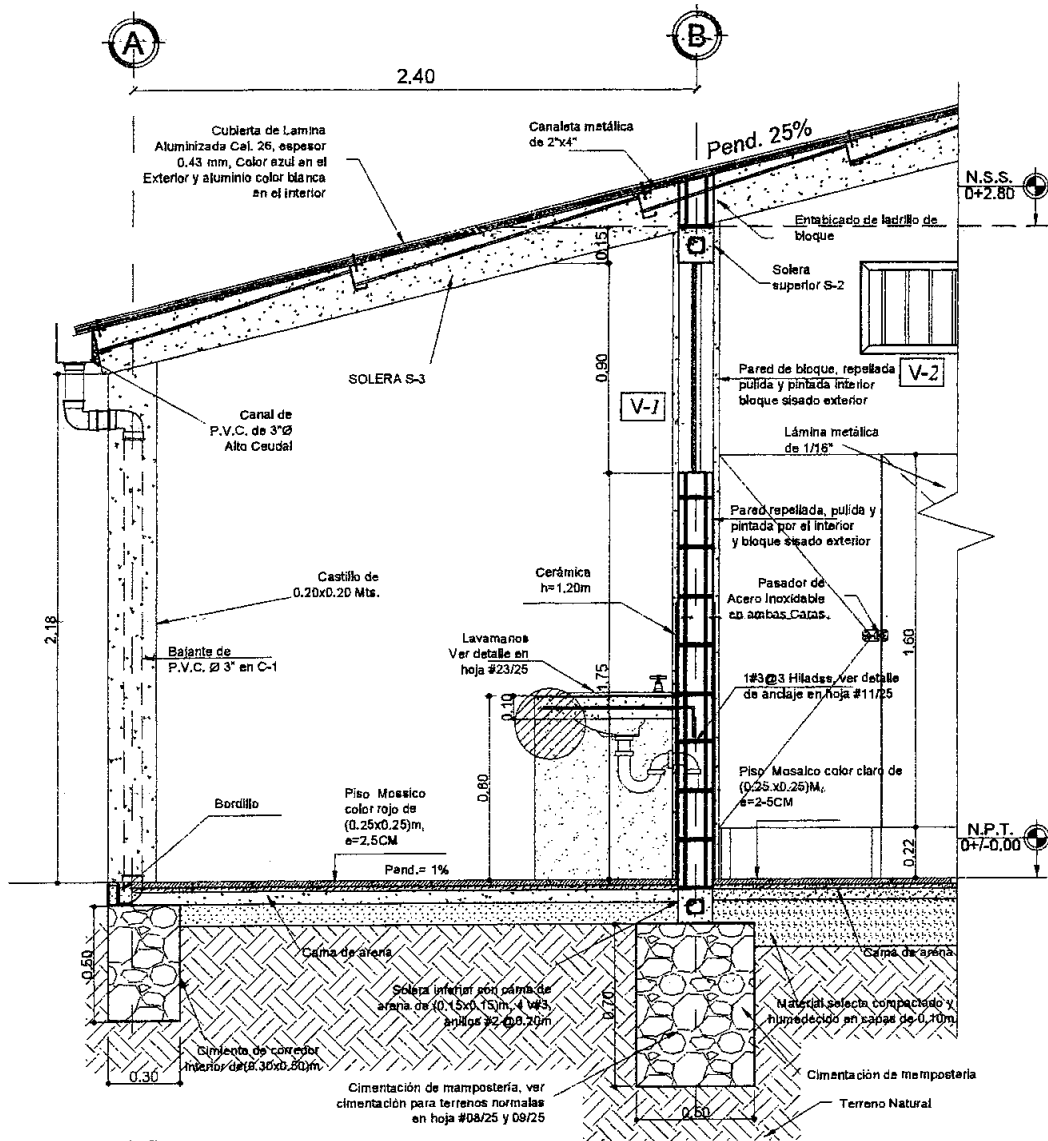 A
B
2,40
Cubierta de Lamina
Aluminizada Cal. 26, espesor
0.43 mm, Color azul en el
Exterior y aluminio color blanca
en el interior
Canaleta metálica
de 2"x4"
Pend. 25%
N.S.S.
0+2.80
Entabicado de ladrillo de
bloque
0,15
Solera
superior S-2
SOLERA S-3
0,90
V-1
V-2
Pared de bloque, repellada
pulida y pintada interior
bloque sisado exterior
Canal de
P.V.C. de 3"Ø
Alto Caudal
Lámina metálica
de 1/16"
Pared repellada, pulida y
pintada por el interior
y bloque sisado exterior
Castillo de
0.20x0.20 Mts.
Cerámica
h=1.20m
Pasador de
Acero Inoxidable
en ambas Caras.
2,18
Bajante de
P.V.C. Ø 3" en C-1
Lavamanos
Ver detalle en
hoja #23/25
1,75
1,60
1#3@3 Hiladas, ver detalle
de anclaje en hoja #11/25
0,10
0,80
Piso Mosaico color claro de
(0.25 x0.25)M,
e=2-5CM
Bordillo
Piso Mosaico
color rojo de
(0.25x0.25)m,
e=2,5CM
Pend.= 1%
N.P.T.
0+/-0.00
0,22
Cama de arena
Cama de arena
0,50
Solera inferior con cama de
arena de (0.15x0.15)m, 4 v#3,
anillos #2 @0.20m
0,70
Material selecto compactado y
humedecido en capas de 0.10m
Cimiento de corredor
interior de(0.30x0.50)m
0,30
Cimentación de mampostería, ver
cimentación para terrenos normales
en hoja #08/25 y 09/25
0,50
Cimentación de mampostería
Terreno Natural